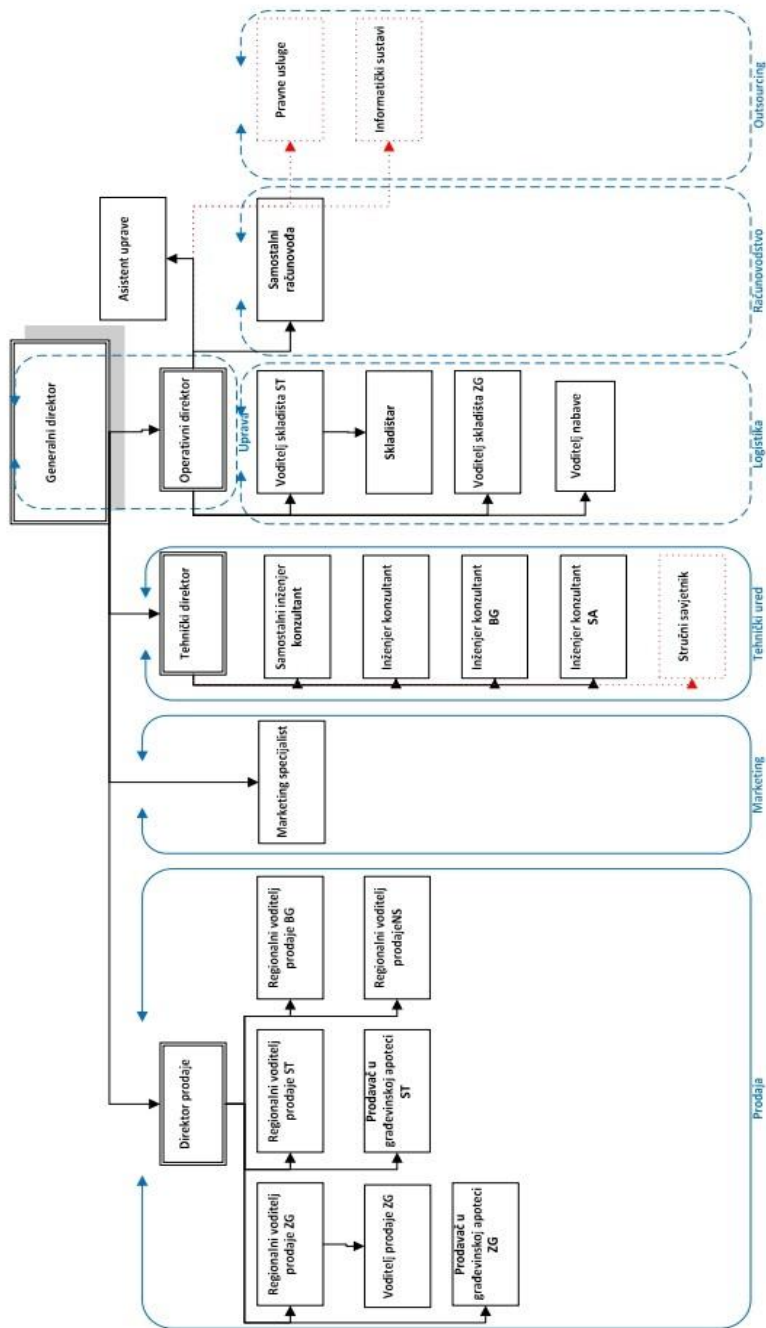 Generalni direktor
Asistent uprave
Uprava
Direktor prodaje
Tehnički direktor
Operativni direktor
Regionalni voditelj
prodaje ZG
Regionalni voditelj
prodaje ST
Regionalni voditelj
prodaje BG
Marketing specijalist
Samostalni inženjer
konzultant
Voditelj skladišta ST
Samostalni
računovođa
Pravne usluge
Voditelj prodaje ZG
Prodavač u
građevinskoj apoteci
ST
Regionalni voditelj
prodajeNS
Inženjer konzultant
Skladištar
Informatički sustavi
Prodavač u
građevinskoj apoteci
ZG
Inženjer konzultant
BG
Voditelj skladišta ZG
Inženjer konzultant
SA
Voditelj nabave
Stručni savjetnik
Prodaja
Marketing
Tehnički ured
Logistika
Računovodstvo
Outsourcing